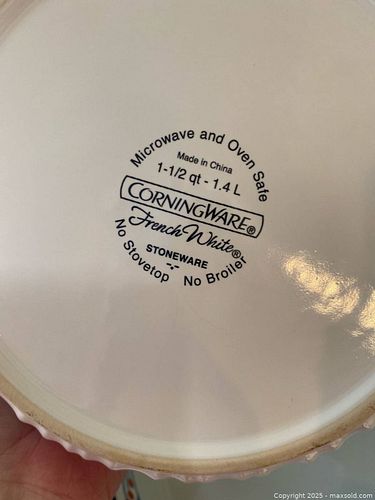 Microwave and Oven Safe
Made in China
1-1/2 qt - 1.4 L
CORNINGWARE®
French White®
STONEWARE
No Stovetop No Broiler
Copyright 2025 - maxsold.com